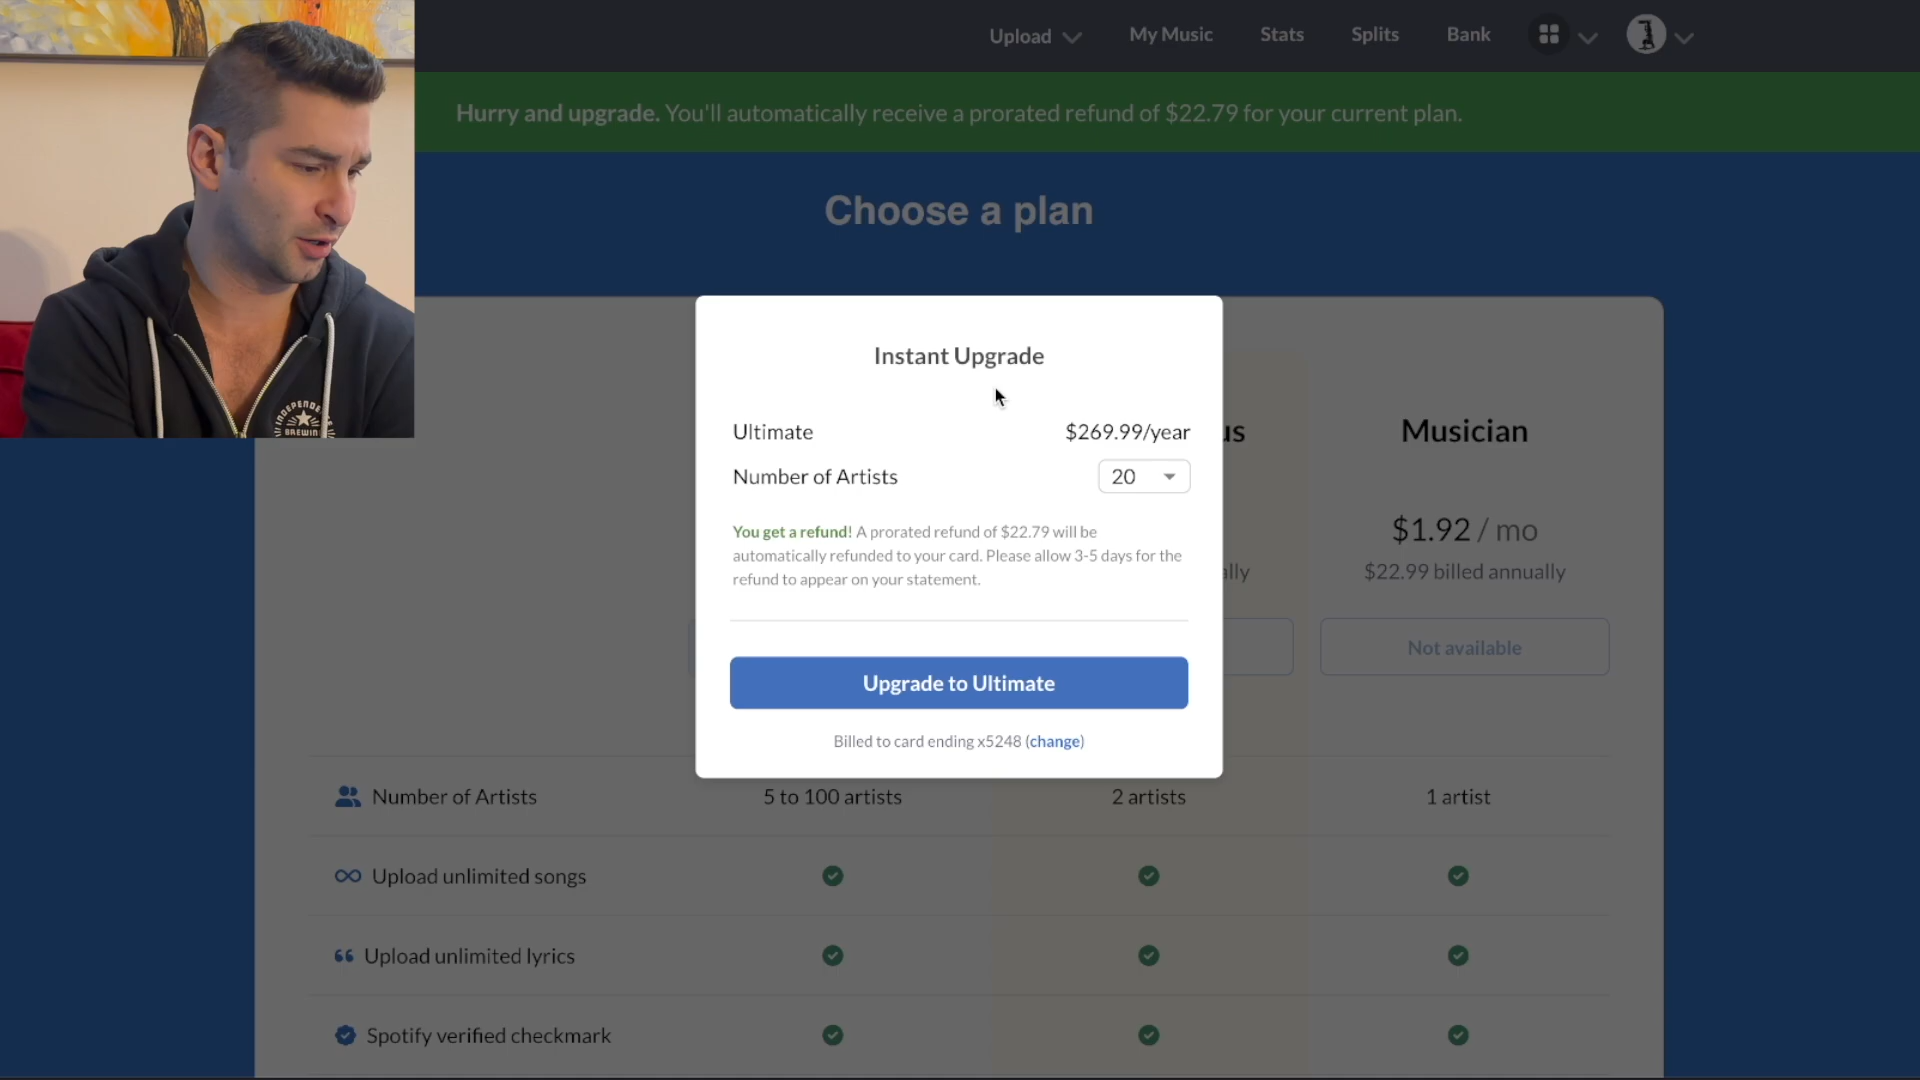 Upload
My Music
Stats
Splits
Bank
Hurry and upgrade. You'll automatically receive a prorated refund of $22.79 for your current plan.
Choose a plan
Instant Upgrade
Ultimate $269.99/year
Number of Artists 20
You get a refund! A prorated refund of $22.79 will be
automatically refunded to your card. Please allow 3-5 days for the
refund to appear on your statement.
Upgrade to Ultimate
Billed to card ending x5248 (change)
us
ally
Musician
$1.92 / mo
$22.99 billed annually
Not available
Number of Artists
5 to 100 artists
2 artists
1 artist
Upload unlimited songs
Upload unlimited lyrics
Spotify verified checkmark
INDEPENDE
BREWIN